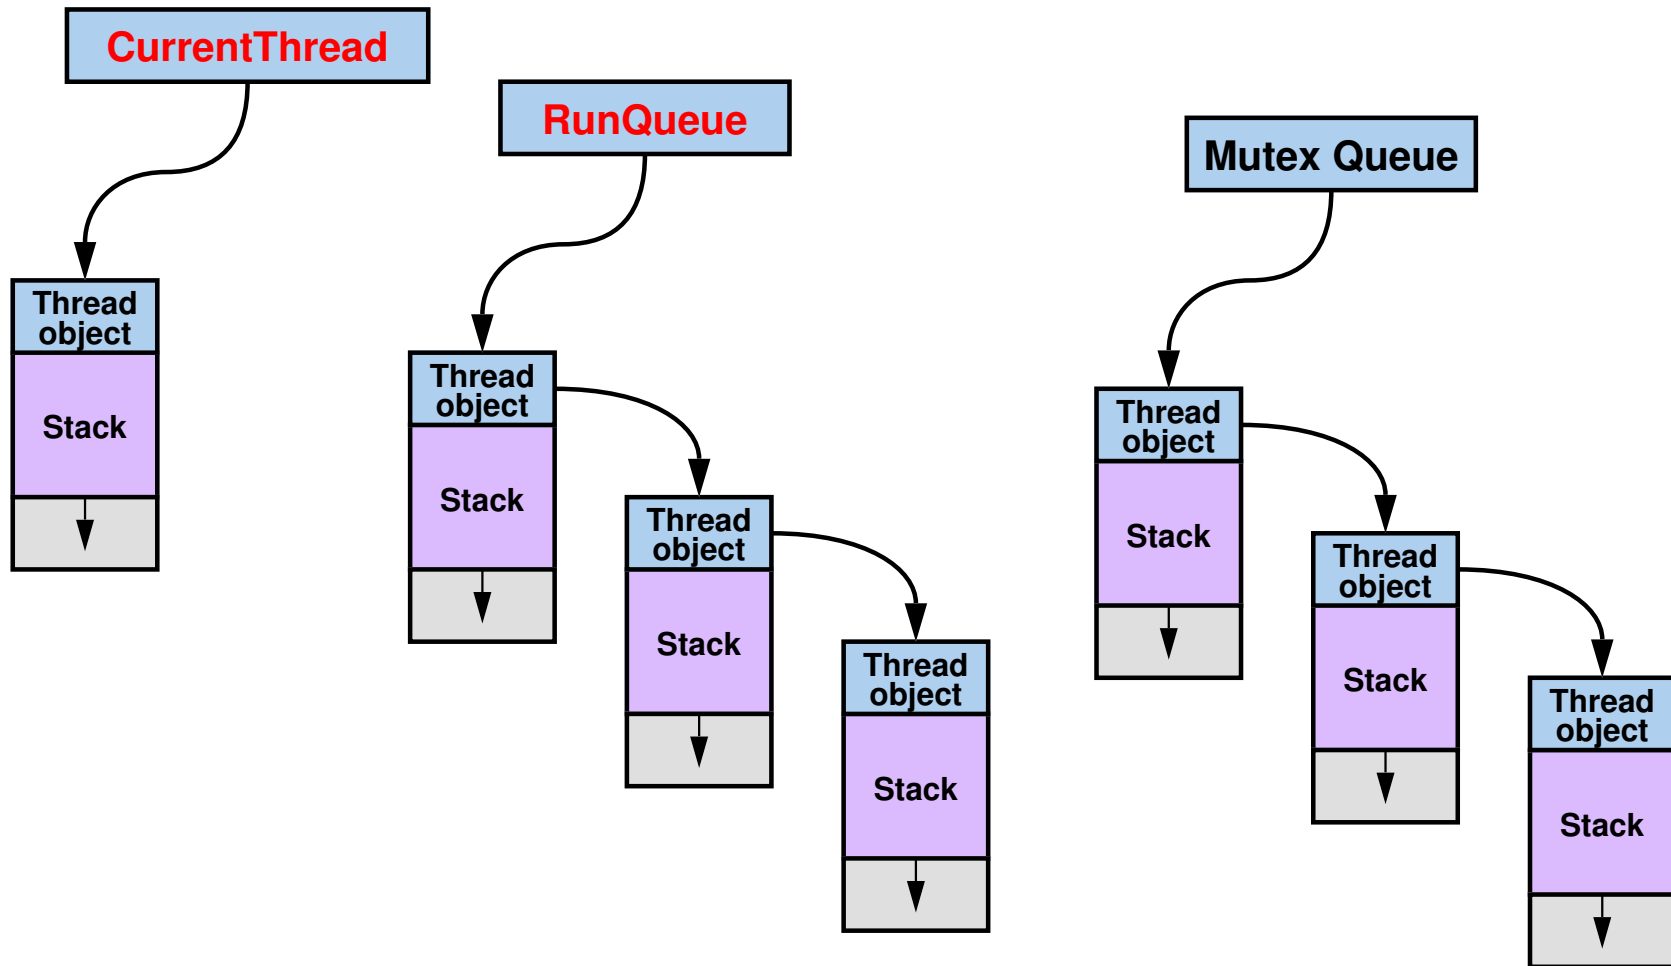 CurrentThread
RunQueue
Mutex Queue
Thread
object
Stack
Thread
object
Stack
Thread
object
Stack
Thread
object
Stack
Thread
object
Stack
Thread
object
Stack
Thread
object
Stack